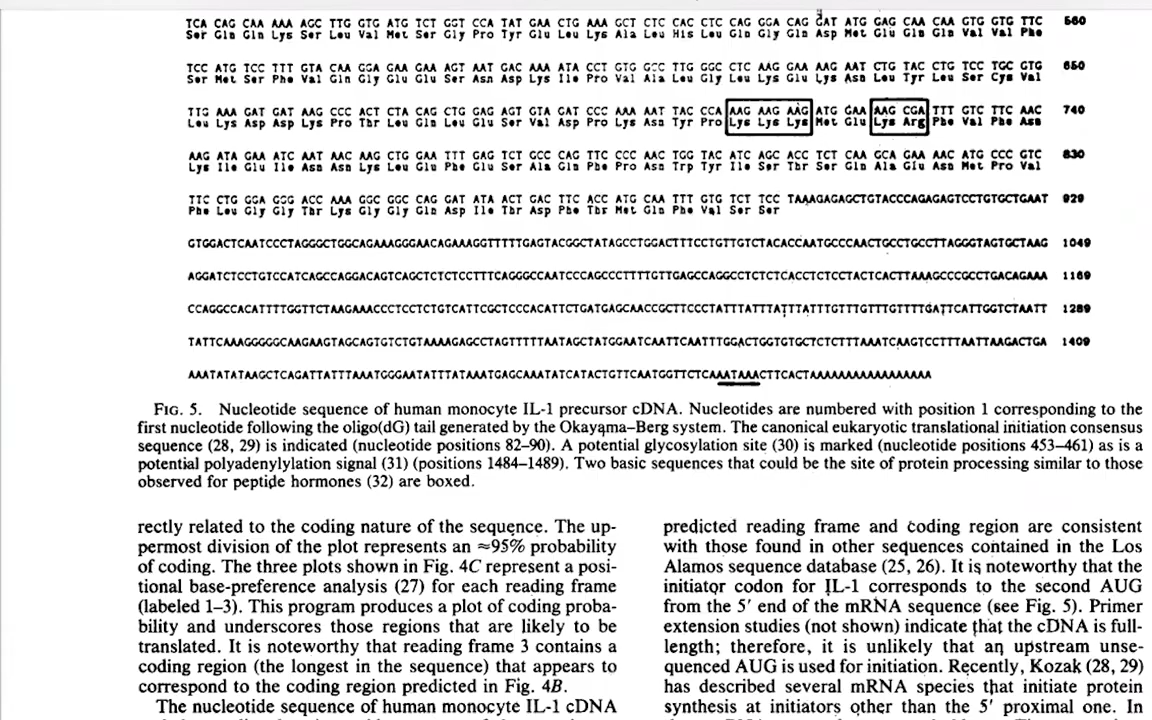 TCA CAG CAA AAA AGC TTG GTG ATG TCT GGT CCA TAT GAA CTG AAA GCT CTC CAC CTC CAG GGA CAG GAT ATG GAG CAA CAA GTG GTG TTC 560
Ser Gln Gln Lys Ser Leu Val Met Ser Gly Pro Tyr Glu Leu Lys Ala Leu His Leu Gln Gly Gln Asp Met Glu Gln Gln Val Val Phe
TCC ATG TCC TTT GTA CAA GGA GAA GAA AGT AAT GAC AAA ATA CCT GTG GCC TTG GGC CTC AAG GAA AAG AAT CTG TAC CTG TCC TGC GTG 650
Ser Met Ser Phe Val Gln Gly Glu Glu Ser Asn Asp Lys Ile Pro Val Ala Leu Gly Leu Lys Glu Lys Asn Leu Tyr Leu Ser Cys Val
TTG AAA GAT GAT AAG CCC ACT CTA CAG CTG GAG AGT GTA GAT CCC AAA AAT TAC CCA AAG AAG AAG ATG GAA AAG CGA TTT GTC TTC AAC 740
Leu Lys Asp Asp Lys Pro Thr Leu Gln Leu Glu Ser Val Asp Pro Lys Asn Tyr Pro Lys Lys Lys Met Glu Lys Arg Phe Val Phe Asn
AAG ATA GAA ATC AAT AAC AAG CTG GAA TTT GAG TCT GCC CAG TTC CCC AAC TGG TAC ATC AGC ACC TCT CAA GCA GAA AAC ATG CCC GTC 830
Lys Ile Glu Ile Asn Asn Lys Leu Glu Phe Glu Ser Ala Gln Phe Pro Asn Trp Tyr Ile Ser Thr Ser Gln Ala Glu Asn Met Pro Val
TTC CTG GGA GGG ACC AAA GGC GGC CAG GAT ATA ACT GAC TTC ACC ATG CAA TTT GTG TCT TCC TAAAGAGAGCTGTACCCAGAGAGTCCTGTGCTGAAT 929
Phe Leu Gly Gly Thr Lys Gly Gly Gln Asp Ile Thr Asp Phe Thr Met Gln Phe Val Ser Ser
GTGGACTCAATCCCTAGGGCTGGCAGAAAGGGAACAGAAAGGTTTTTGAGTACGGCTATAGCCTGGACTTTCCTGTTGTCTACACCAATGCCCAACTGCCTGCCTTAGGGTAGTGCTAAG 1049
AGGATCTCCTGTCCATCAGCCAGGACAGTCAGCTCTCTCCTTTCAGGGCCAATCCCAGCCCTTTTGTTGAGCCAGGCCTCTCTCACCTCTCCTACTCACTTAAAGCCCGCCTGACAGAAA 1169
CCAGGCCACATTTTGGTTCTAAGAAACCCTCCTCTGTCATTCGCTCCCACATTCTGATGAGCAACCGCTTCCCTATTTATTTATTTATTTGTTTGTTTGTTTTGATTCATTGGTCTAATT 1289
TATTCAAAGGGGGCAAGAAGTAGCAGTGTCTGTAAAAGAGCCTAGTTTTTAATAGCTATGGAATCAATTCAATTTGGACTGGTGTGCTCTCTTTAAATCAAGTCCTTTAATTAAGACTGA 1409
AAATATATAAGCTCAGATTATTTAAATGGGAATATTTATAAATGAGCAAATATCATACTGTTCAATGGTTCTCAAATAAACTTCACTAAAAAAAAAAAAAAAAAA
FIG. 5. Nucleotide sequence of human monocyte IL-1 precursor cDNA. Nucleotides are numbered with position 1 corresponding to the
first nucleotide following the oligo(dG) tail generated by the Okayama–Berg system. The canonical eukaryotic translational initiation consensus
sequence (28, 29) is indicated (nucleotide positions 82–90). A potential glycosylation site (30) is marked (nucleotide positions 453–461) as is a
potential polyadenylylation signal (31) (positions 1484–1489). Two basic sequences that could be the site of protein processing similar to those
observed for peptide hormones (32) are boxed.
rectly related to the coding nature of the sequence. The up-
permost division of the plot represents an ≈95% probability
of coding. The three plots shown in Fig. 4C represent a posi-
tional base-preference analysis (27) for each reading frame
(labeled 1–3). This program produces a plot of coding proba-
bility and underscores those regions that are likely to be
translated. It is noteworthy that reading frame 3 contains a
coding region (the longest in the sequence) that appears to
correspond to the coding region predicted in Fig. 4B.
The nucleotide sequence of human monocyte IL-1 cDNA
predicted reading frame and coding region are consistent
with those found in other sequences contained in the Los
Alamos sequence database (25, 26). It is noteworthy that the
initiator codon for IL-1 corresponds to the second AUG
from the 5′ end of the mRNA sequence (see Fig. 5). Primer
extension studies (not shown) indicate that the cDNA is full-
length; therefore, it is unlikely that an upstream unse-
quenced AUG is used for initiation. Recently, Kozak (28, 29)
has described several mRNA species that initiate protein
synthesis at initiators other than the 5′ proximal one. In